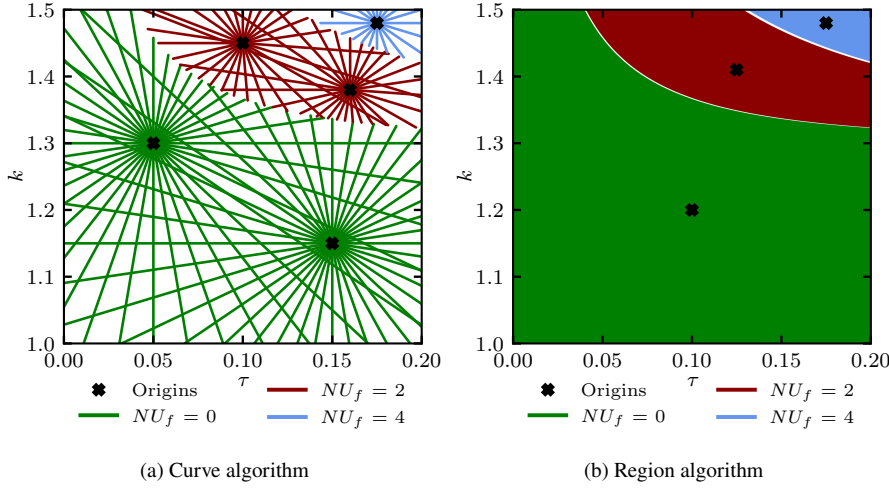 1.5
1.4
1.3
k
1.2
1.1
1.0
0.00 0.05 0.10 0.15 0.20
τ
Origins
NU_f = 0
NU_f = 2
NU_f = 4
(a) Curve algorithm
1.5
1.4
1.3
k
1.2
1.1
1.0
0.00 0.05 0.10 0.15 0.20
τ
Origins
NU_f = 0
NU_f = 2
NU_f = 4
(b) Region algorithm